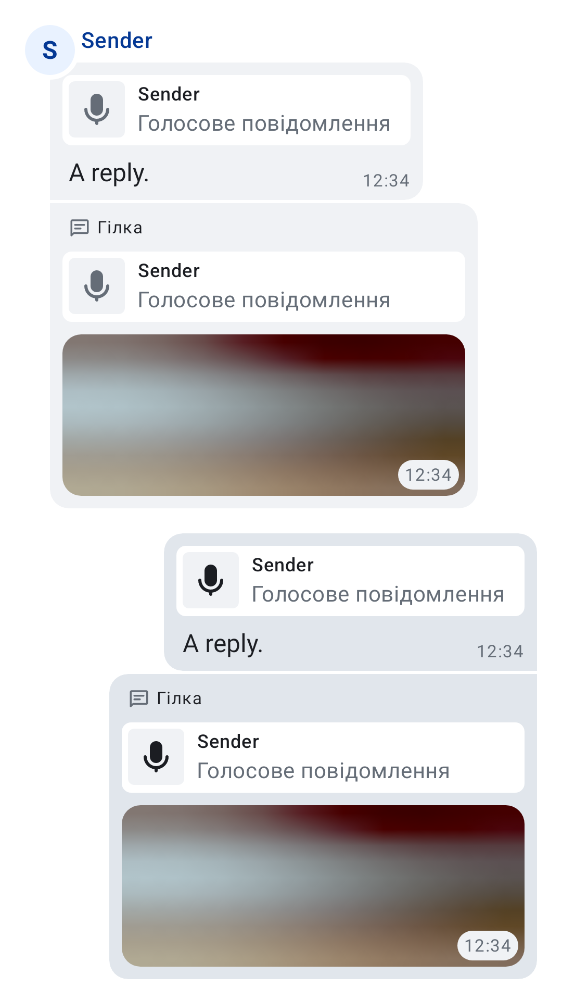 S
Sender
Sender
Голосове повідомлення
A reply.
12:34
Гілка
Sender
Голосове повідомлення
12:34
Sender
Голосове повідомлення
A reply.
12:34
Гілка
Sender
Голосове повідомлення
12:34